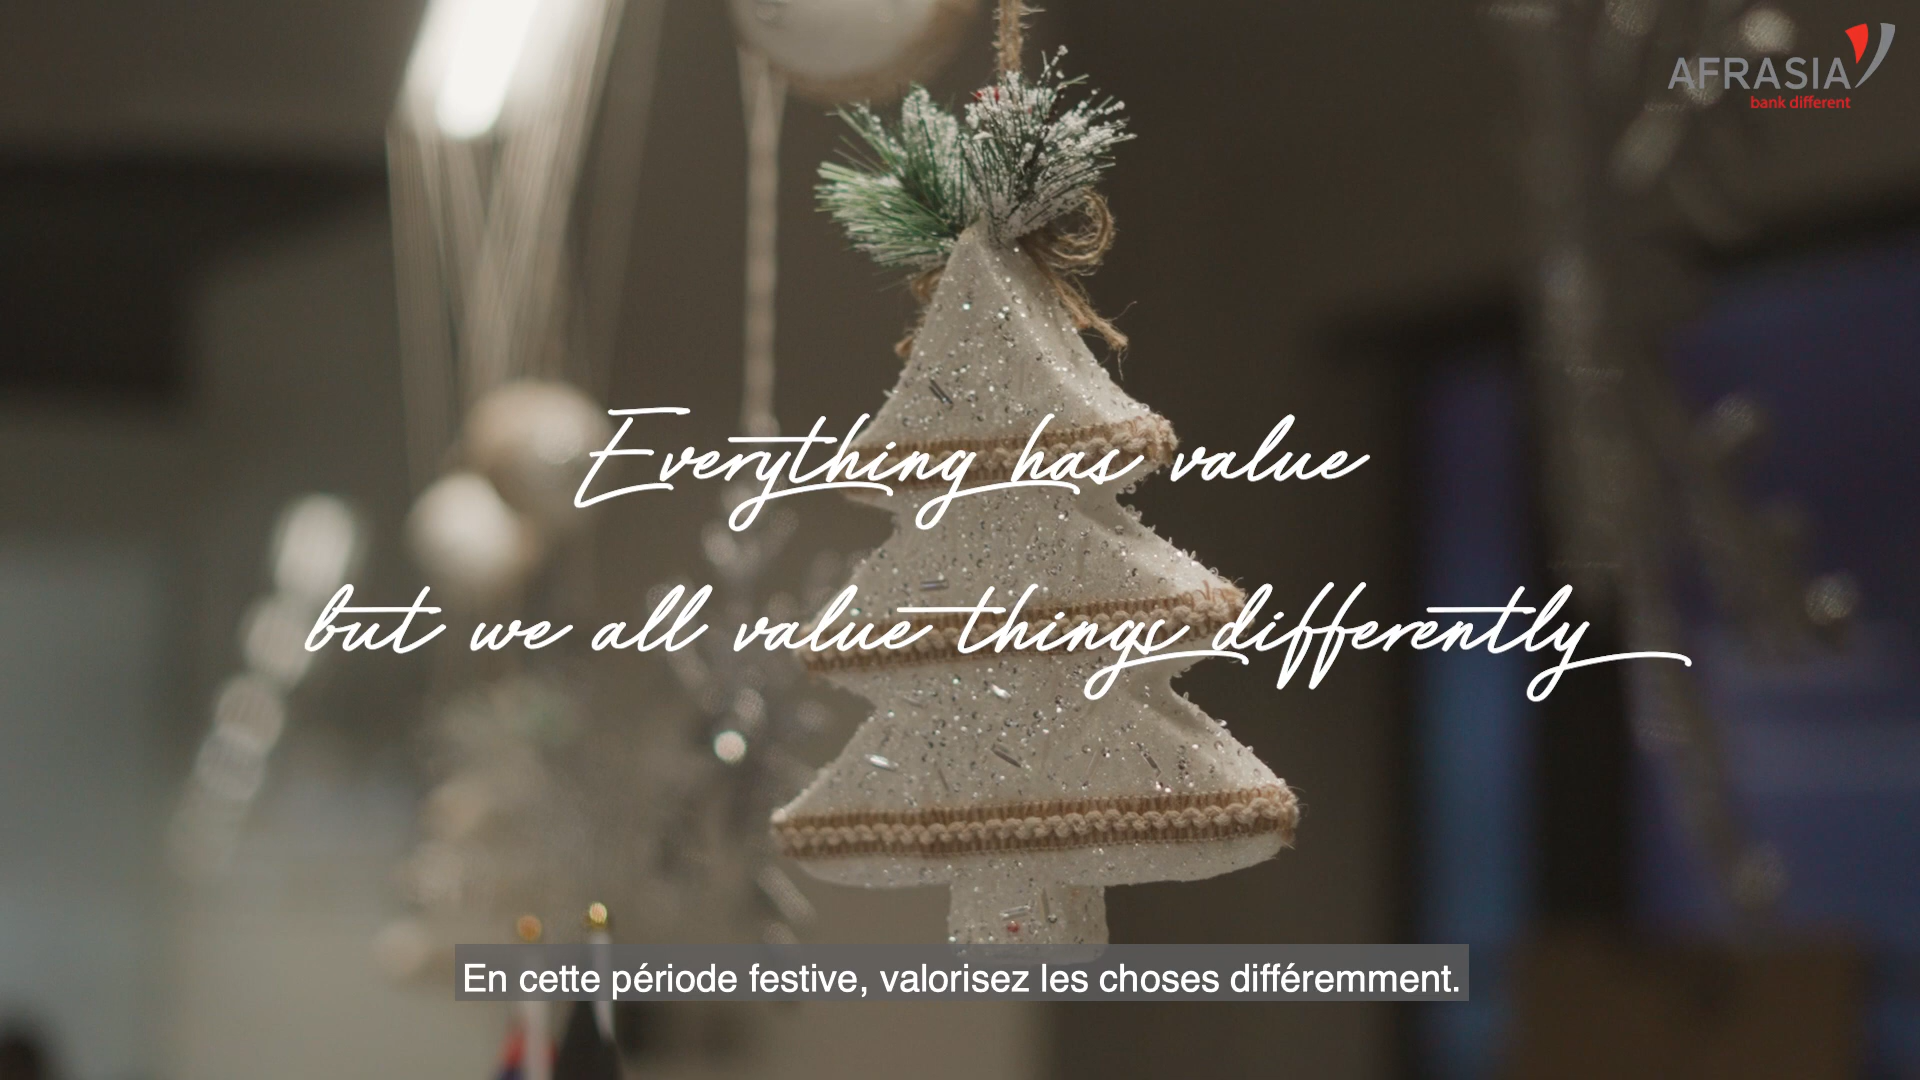 AFRASIA
bank different
Everything has value
but we all value things differently
En cette période festive, valorisez les choses différemment.